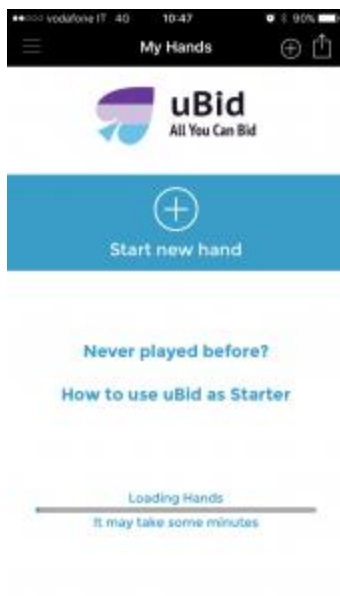 vodafone IT 4G 10:47 90%
My Hands
uBid
All You Can Bid
Start new hand
Never played before?
How to use uBid as Starter
Loading Hands
It may take some minutes